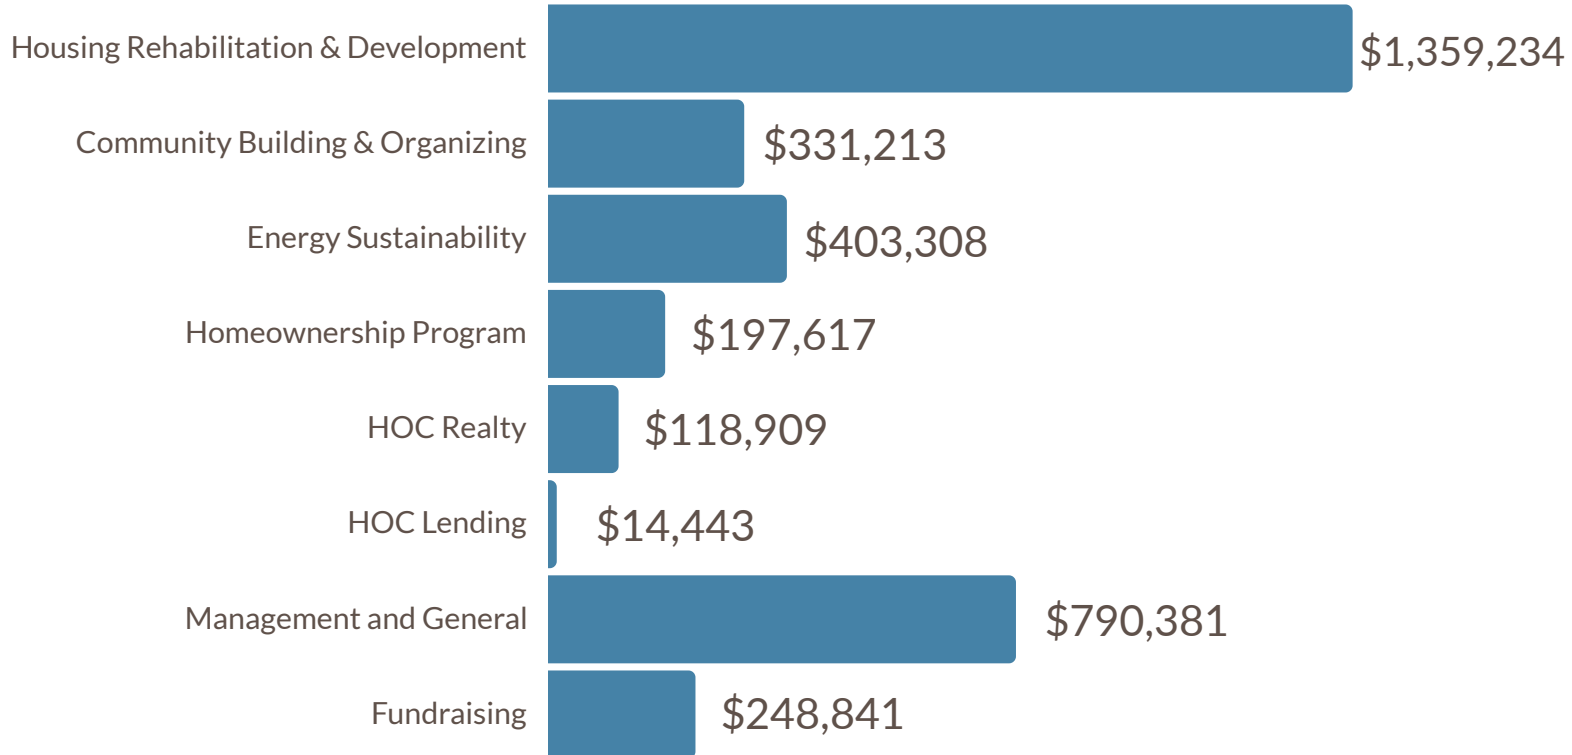 Housing Rehabilitation & Development $1,359,234
Community Building & Organizing $331,213
Energy Sustainability $403,308
Homeownership Program $197,617
HOC Realty $118,909
HOC Lending $14,443
Management and General $790,381
Fundraising $248,841